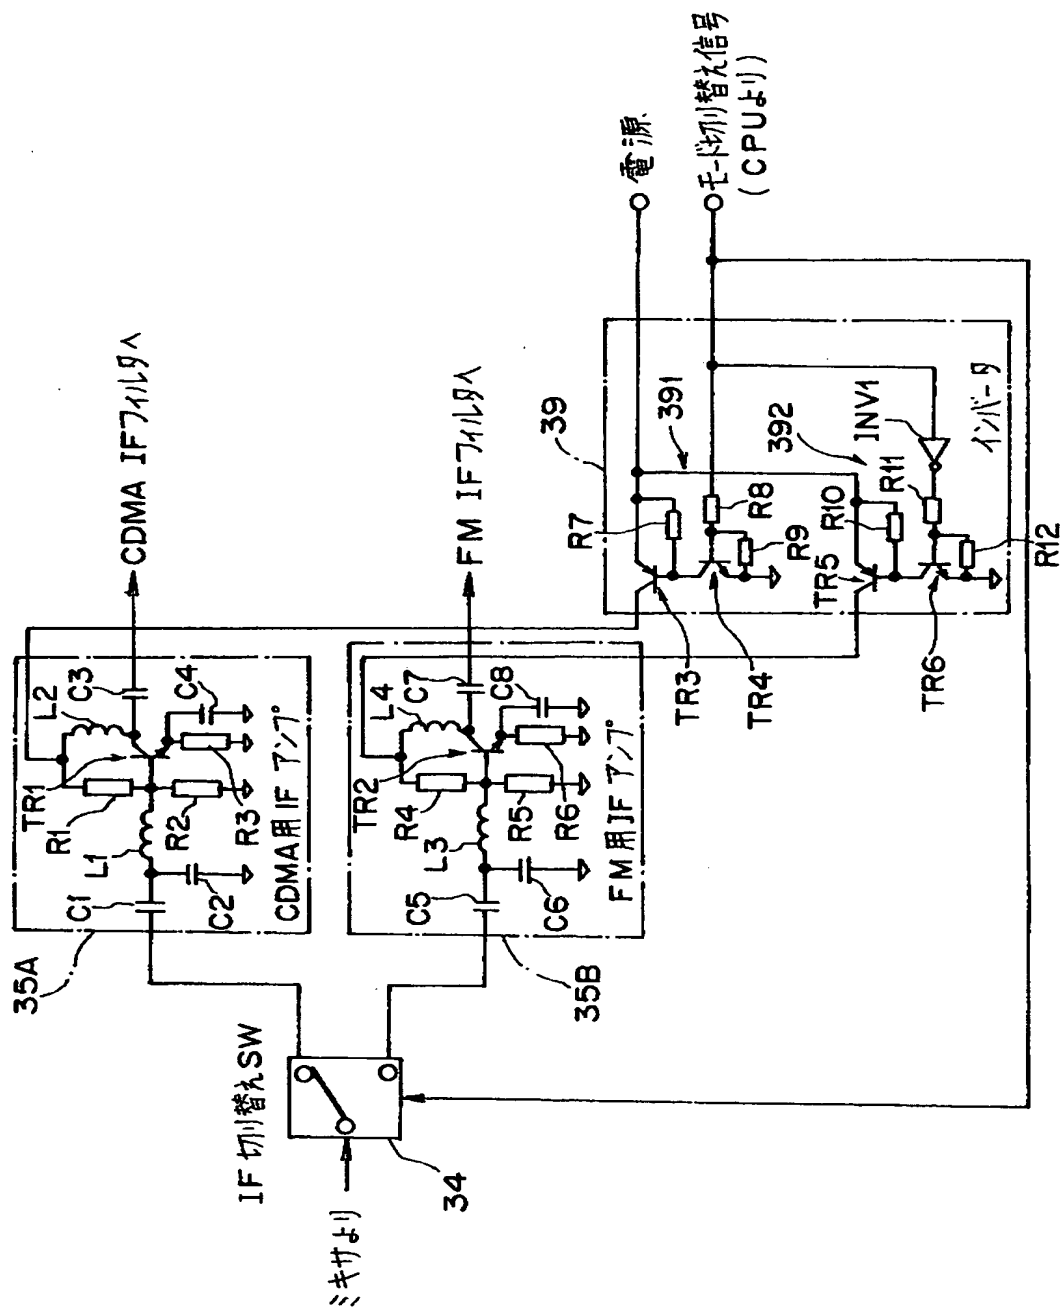 ミキサより
IF切り替えSW
34
35A
CDMA用IFアンプ
C1
C2
L1
R1
R2
R3
TR1
L2
C3
C4
CDMA IFフィルタへ
35B
FM用IFアンプ
C5
C6
L3
R4
R5
R6
TR2
L4
C7
C8
FM IFフィルタへ
39
391
392
R7
R8
R9
R10
R11
R12
TR3
TR4
TR5
TR6
INV1
インバータ
電源
モード切り替え信号
(CPUより)